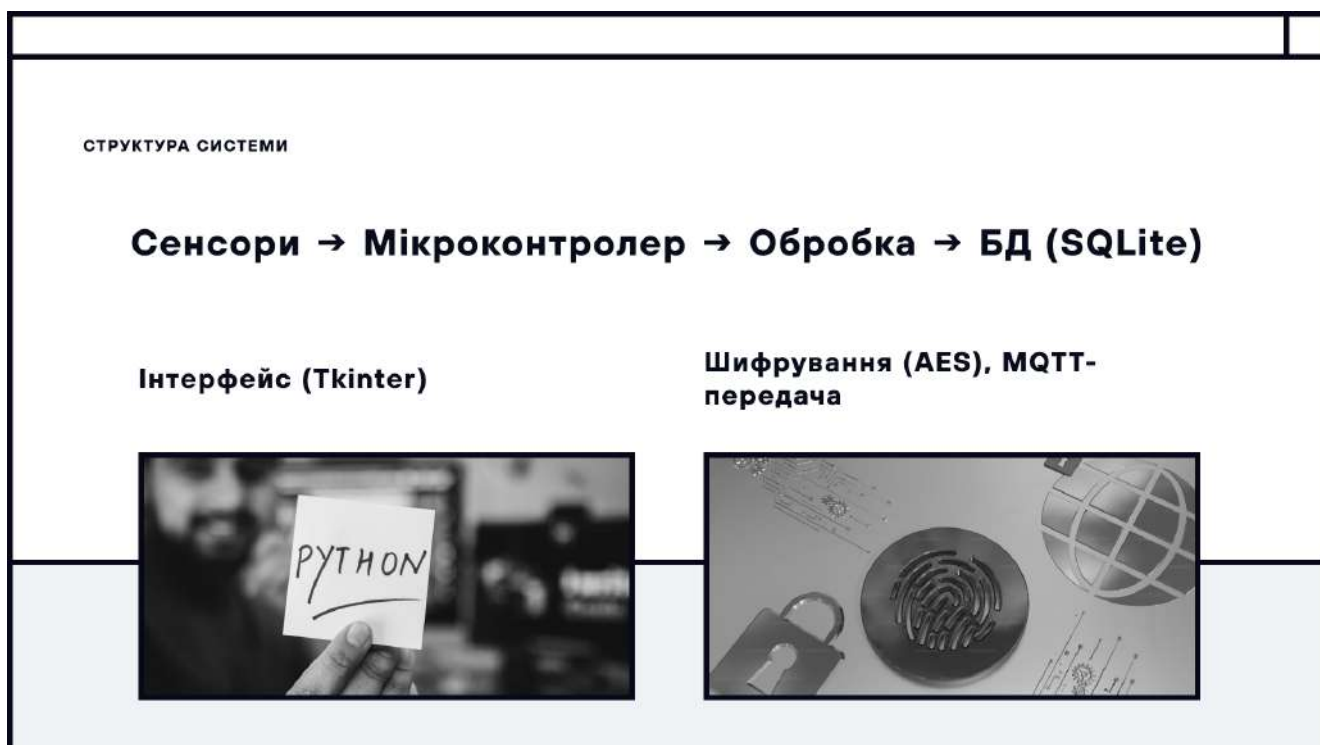 СТРУКТУРА СИСТЕМИ
Сенсори → Мікроконтролер → Обробка → БД (SQLite)
Інтерфейс (Tkinter)
Шифрування (AES), MQTT-
передача
PYTHON